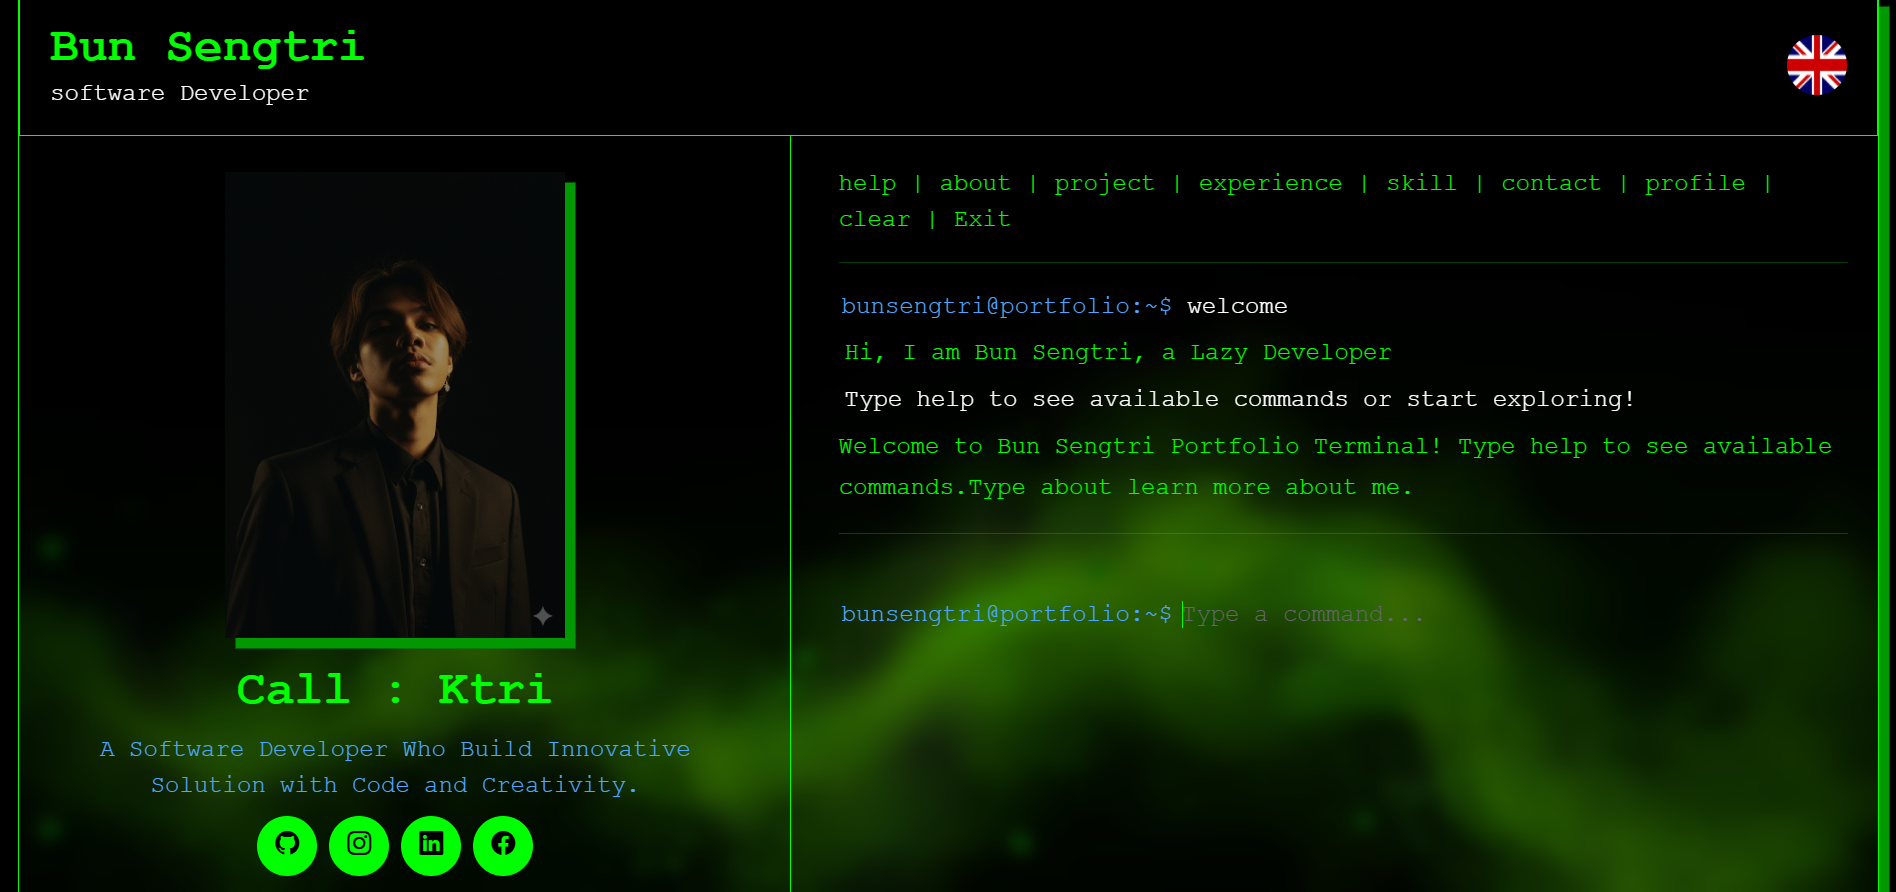 Bun Sengtri
software Developer
help | about | project | experience | skill | contact | profile |
clear | Exit
bunsengtri@portfolio:~$ welcome
Hi, I am Bun Sengtri, a Lazy Developer
Type help to see available commands or start exploring!
Welcome to Bun Sengtri Portfolio Terminal! Type help to see available
commands.Type about learn more about me.
bunsengtri@portfolio:~$ Type a command...
Call : Ktri
A Software Developer Who Build Innovative
Solution with Code and Creativity.